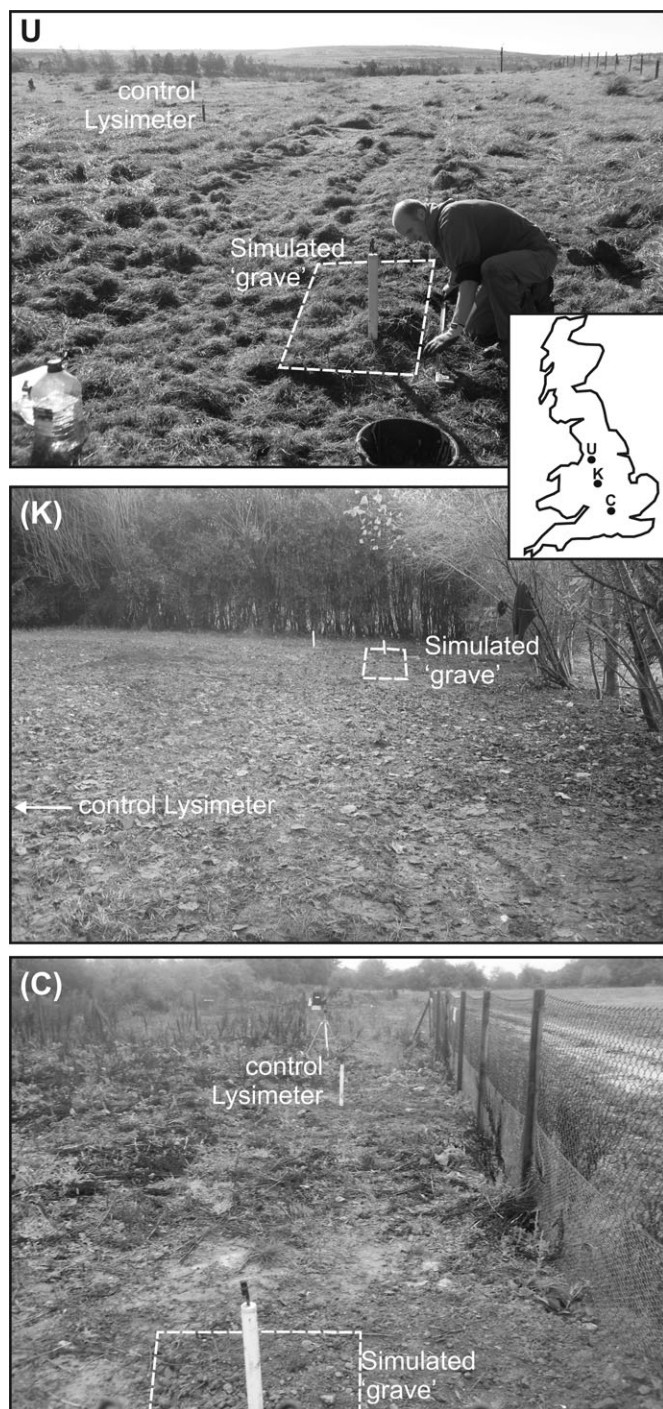 U
control
Lysimeter
Simulated
'grave'
U
K
C
(K)
Simulated
'grave'
control Lysimeter
(C)
control
Lysimeter
Simulated
'grave'